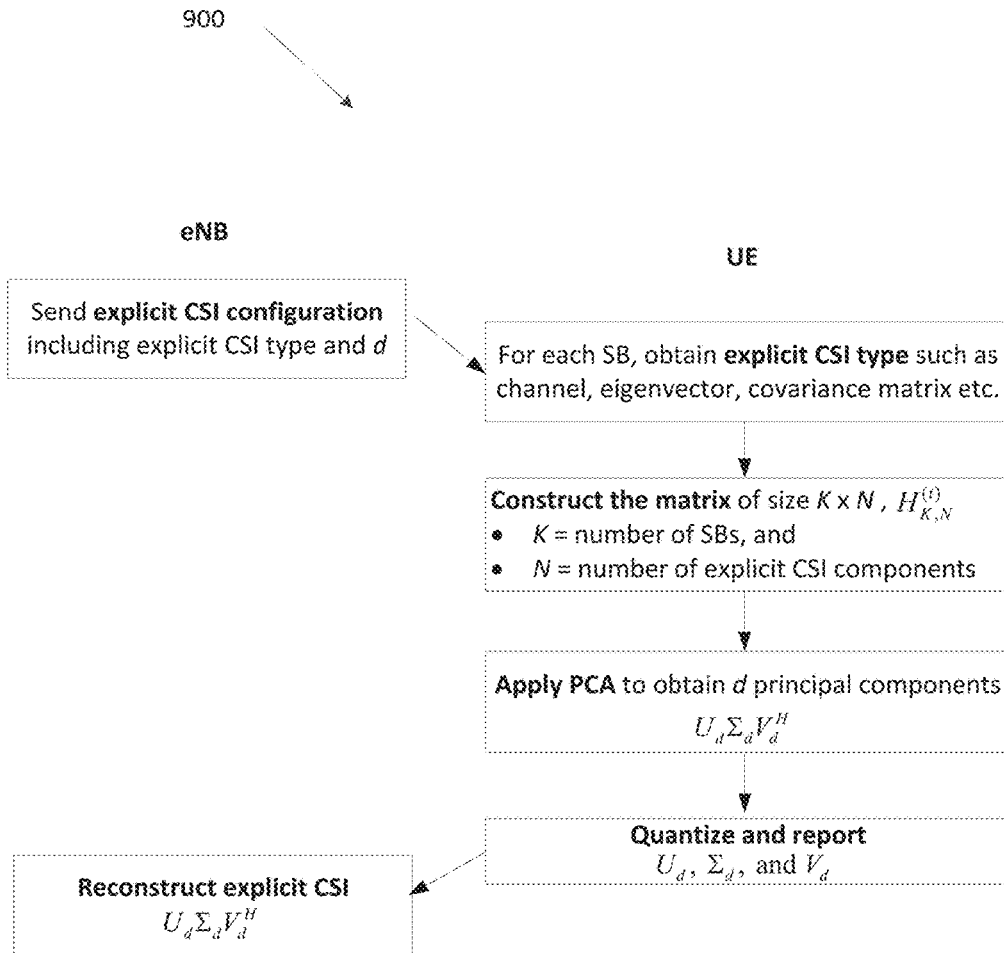 900
eNB
UE
Send explicit CSI configuration
including explicit CSI type and d
For each SB, obtain explicit CSI type such as
channel, eigenvector, covariance matrix etc.
Construct the matrix of size K x N , H_{K,N}^{(t)}
• K = number of SBs, and
• N = number of explicit CSI components
Apply PCA to obtain d principal components
U_d Σ_d V_d^H
Quantize and report
U_d, Σ_d, and V_d
Reconstruct explicit CSI
U_d Σ_d V_d^H